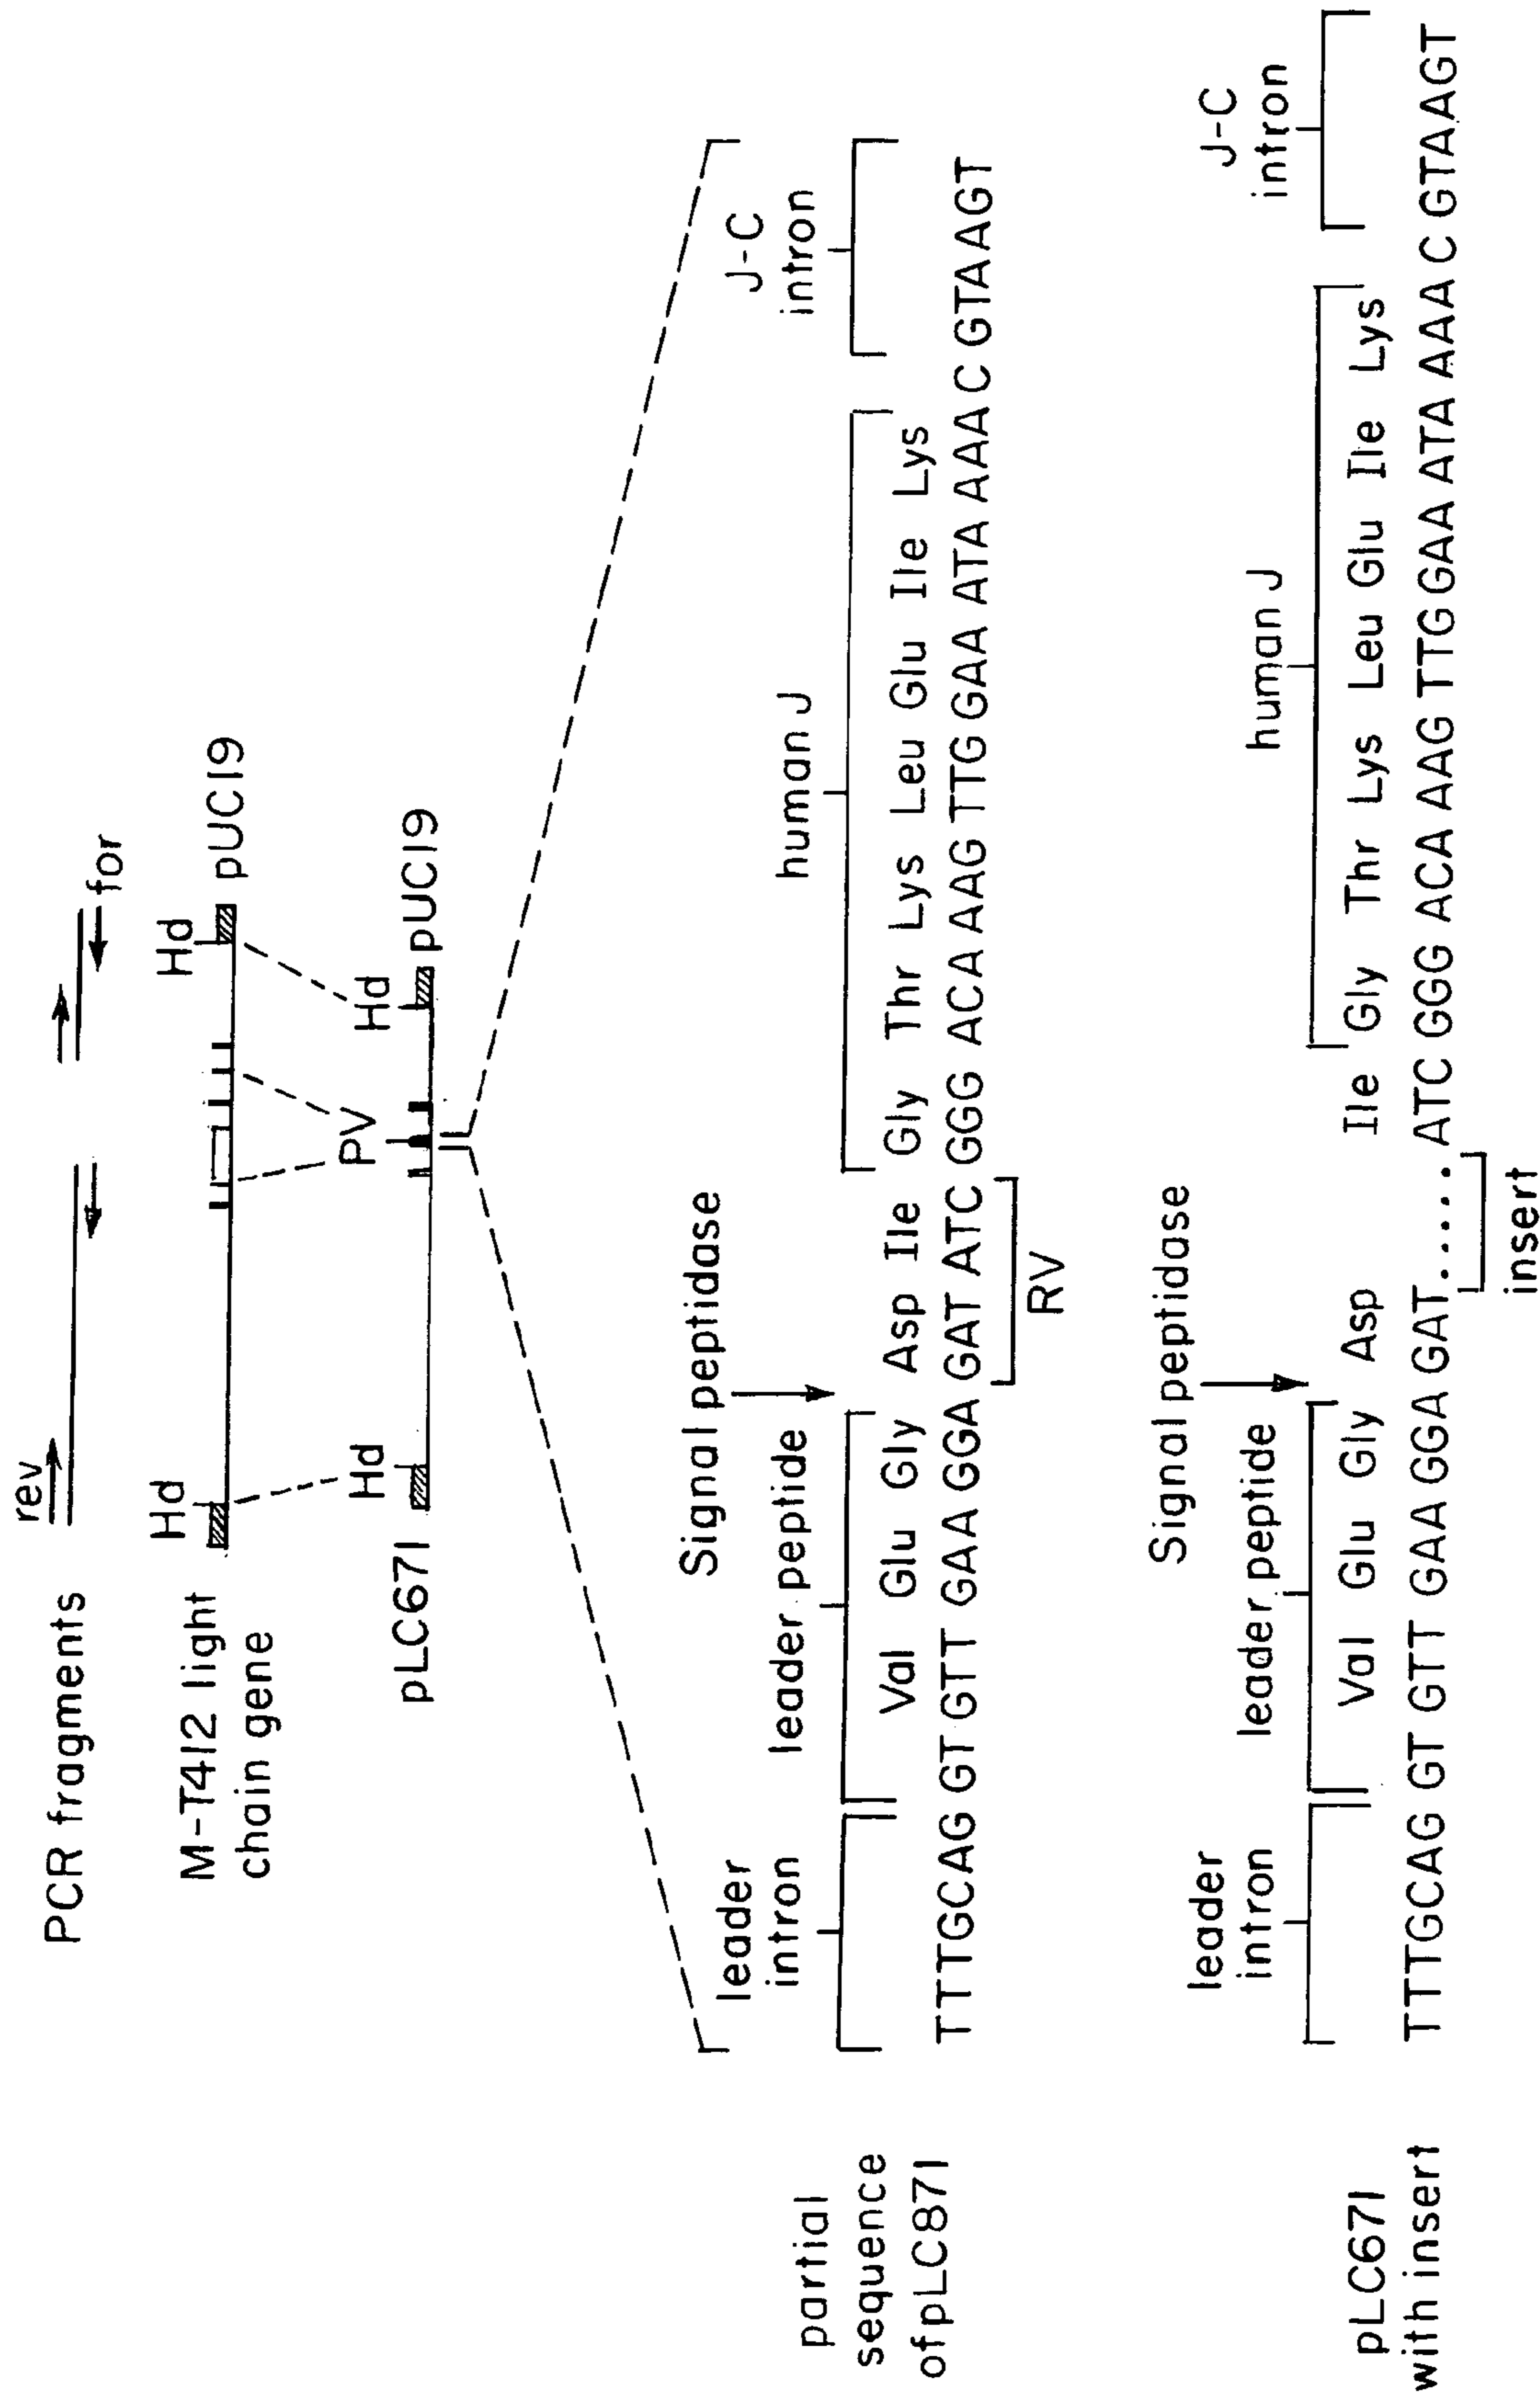 PCR fragments
rev
for
M-T412 light
chain gene
Hd
Hd
pUC19
pLC671
Hd
PV
Hd
pUC19
leader
intron
leader peptide
Signal peptidase
human J
J-C
intron
Val Glu Gly Asp Ile Gly Thr Lys Leu Glu Ile Lys
TTTGCAG GT GTT GAA GGA GAT ATC GGG ACA AAG TTG GAA ATA AAA C GTAAGT
RV
partial
sequence
of pLC871
leader
intron
leader peptide
Signal peptidase
human J
J-C
intron
Val Glu Gly Asp Ile Gly Thr Lys Leu Glu Ile Lys
TTTGCAG GT GTT GAA GGA GAT..... ATC GGG ACA AAG TTG GAA ATA AAA C GTAAGT
insert
pLC671
with insert